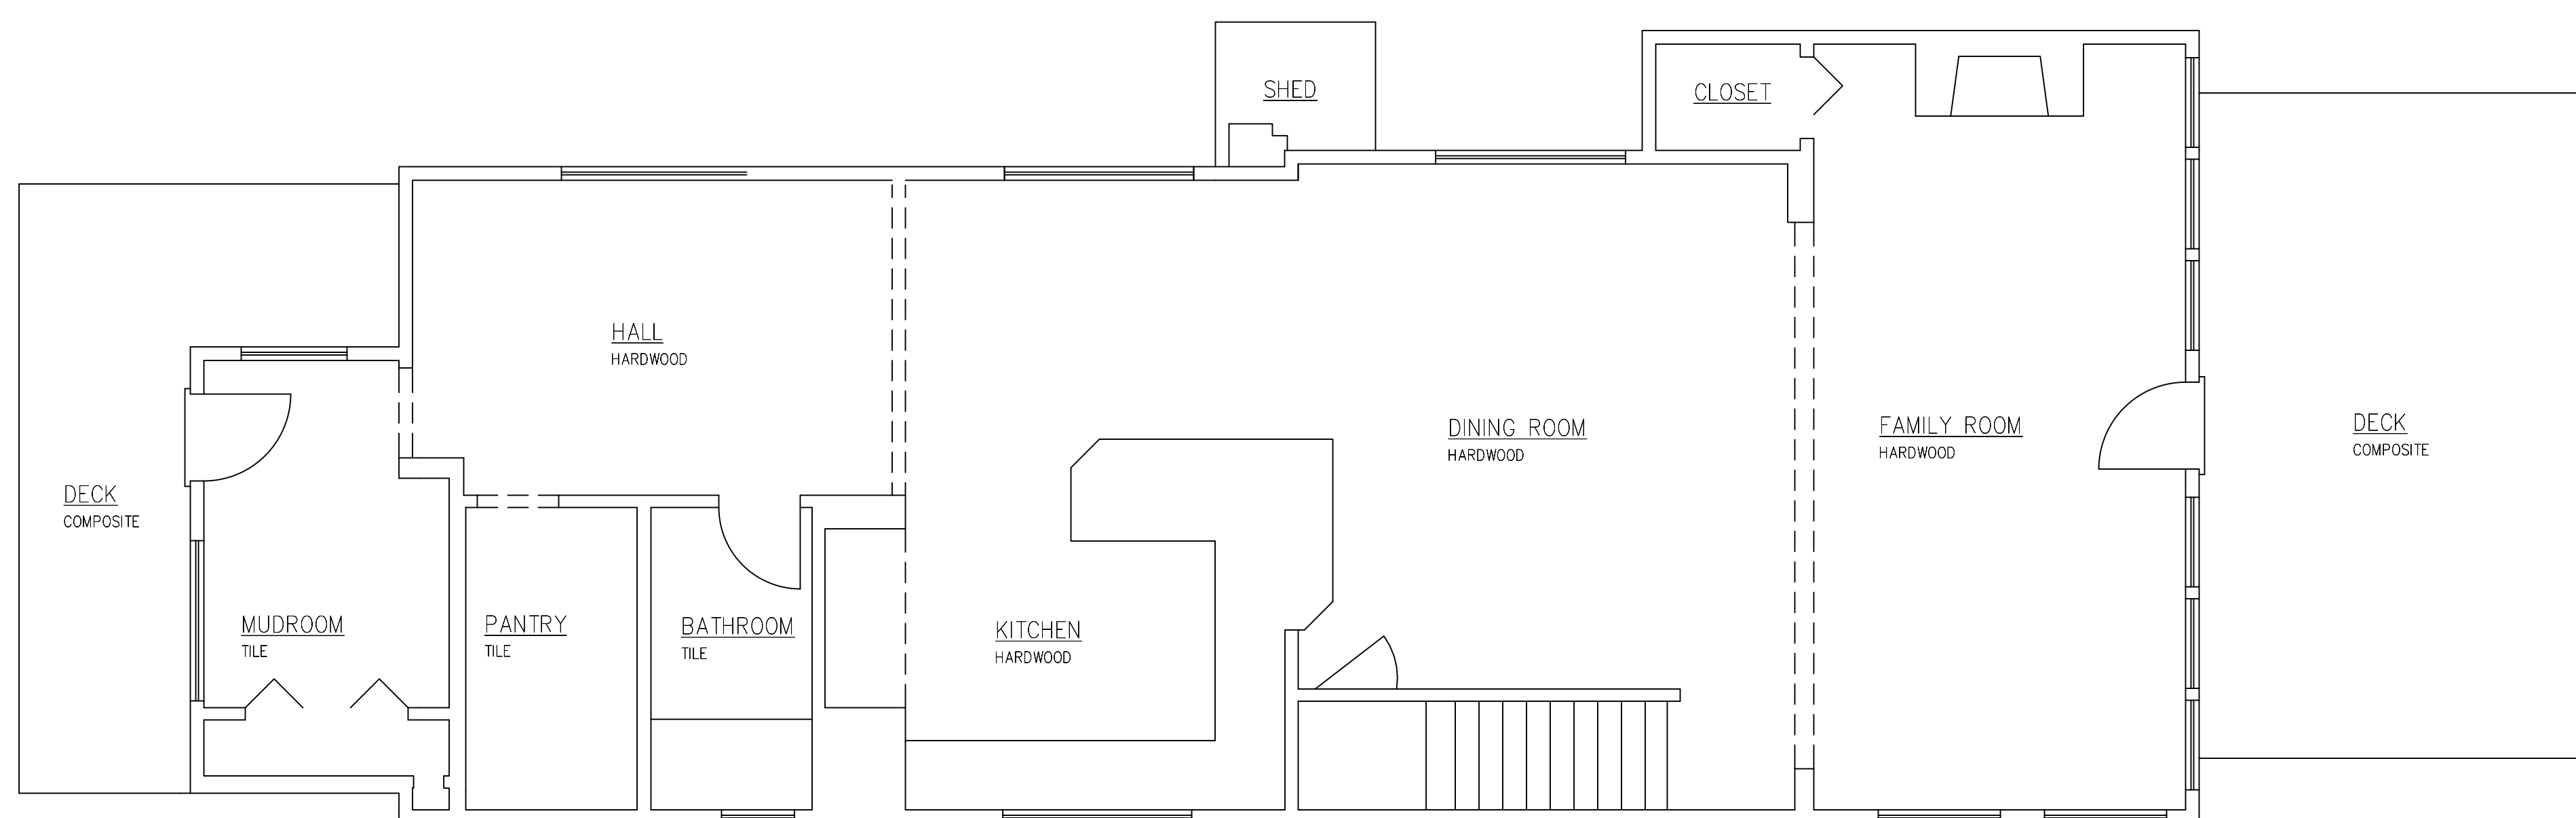 SHED
CLOSET
HALL
HARDWOOD
DINING ROOM
HARDWOOD
FAMILY ROOM
HARDWOOD
DECK
COMPOSITE
DECK
COMPOSITE
MUDROOM
TILE
PANTRY
TILE
BATHROOM
TILE
KITCHEN
HARDWOOD